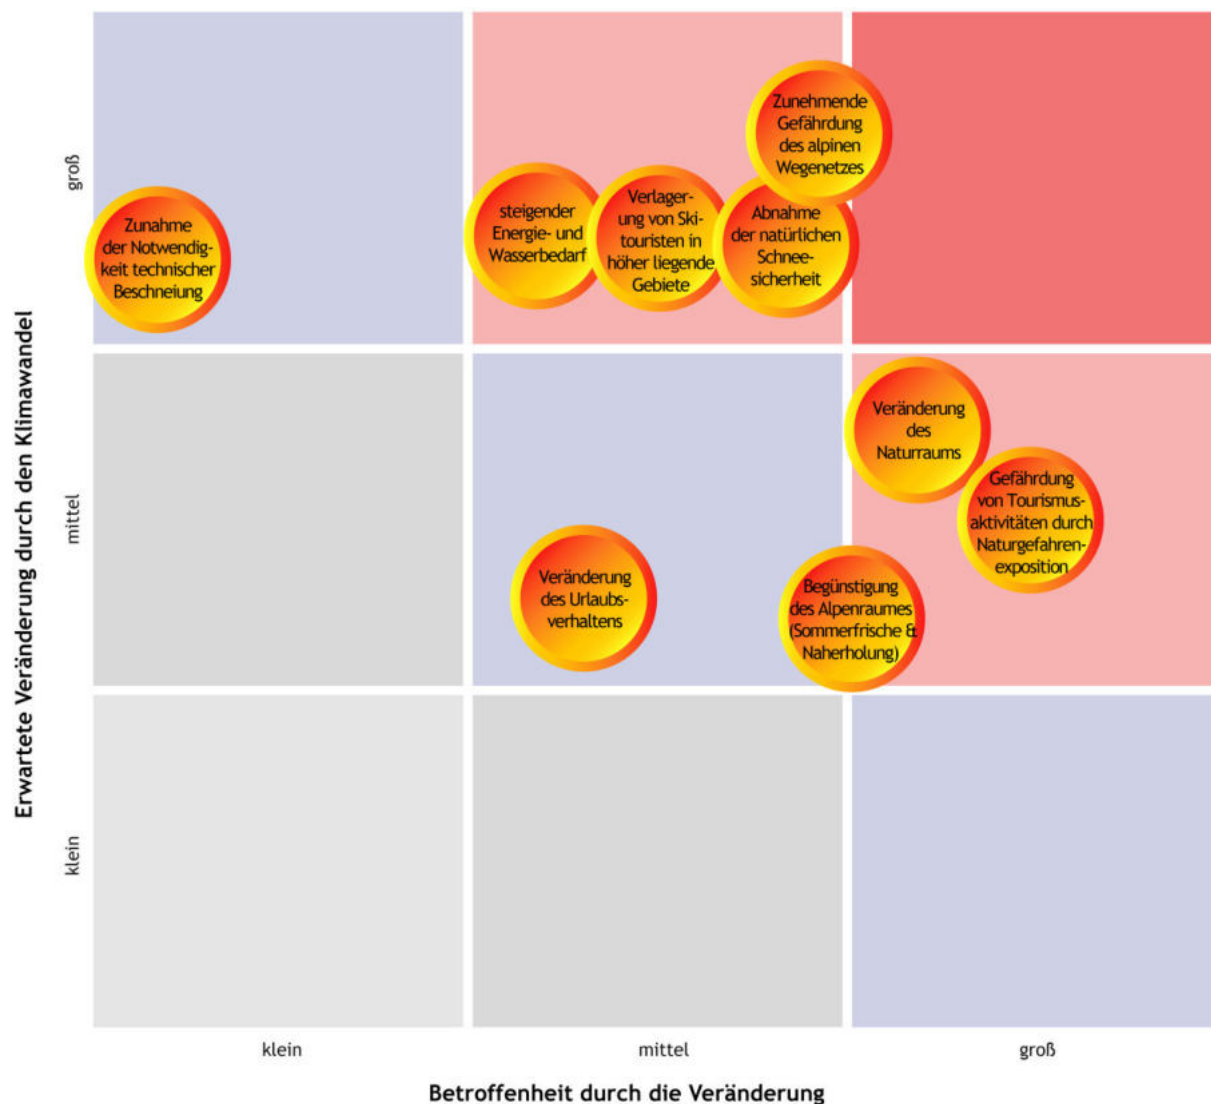 Erwartete Veränderung durch den Klimawandel
groß
mittel
klein
Zunahme
der Notwendig-
keit technischer
Beschneiung
steigender
Energie- und
Wasserbedarf
Verlager-
ung von Ski-
touristen in
höher liegende
Gebiete
Abnahme
der natürlichen
Schnee-
sicherheit
Zunehmende
Gefährdung
des alpinen
Wegenetzes
Veränderung
des
Naturraums
Gefährdung
von Tourismus-
aktivitäten durch
Naturgefahren-
exposition
Veränderung
des Urlaubs-
verhaltens
Begünstigung
des Alpenraumes
(Sommerfrische &
Naherholung)
klein
mittel
groß
Betroffenheit durch die Veränderung